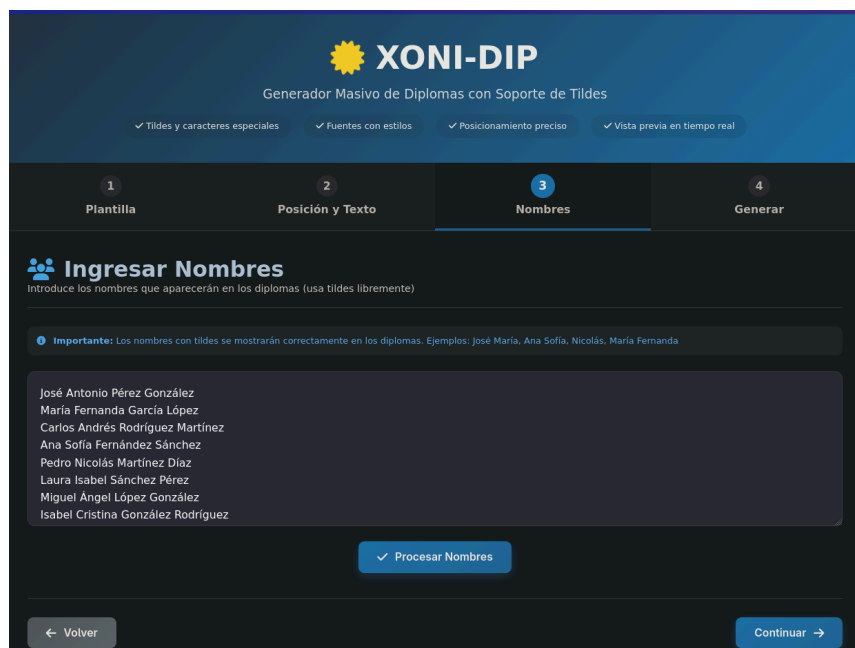 XONI-DIP
Generador Masivo de Diplomas con Soporte de Tildes
Tildes y caracteres especiales
Fuentes con estilos
Posicionamiento preciso
Vista previa en tiempo real
1
Plantilla
2
Posición y Texto
3
Nombres
4
Generar
Ingresar Nombres
Introduce los nombres que aparecerán en los diplomas (usa tildes libremente)
Importante: Los nombres con tildes se mostrarán correctamente en los diplomas. Ejemplos: José María, Ana Sofía, Nicolás, María Fernanda
José Antonio Pérez González
María Fernanda García López
Carlos Andrés Rodríguez Martínez
Ana Sofía Fernández Sánchez
Pedro Nicolás Martínez Díaz
Laura Isabel Sánchez Pérez
Miguel Ángel López González
Isabel Cristina González Rodríguez
Procesar Nombres
Volver
Continuar